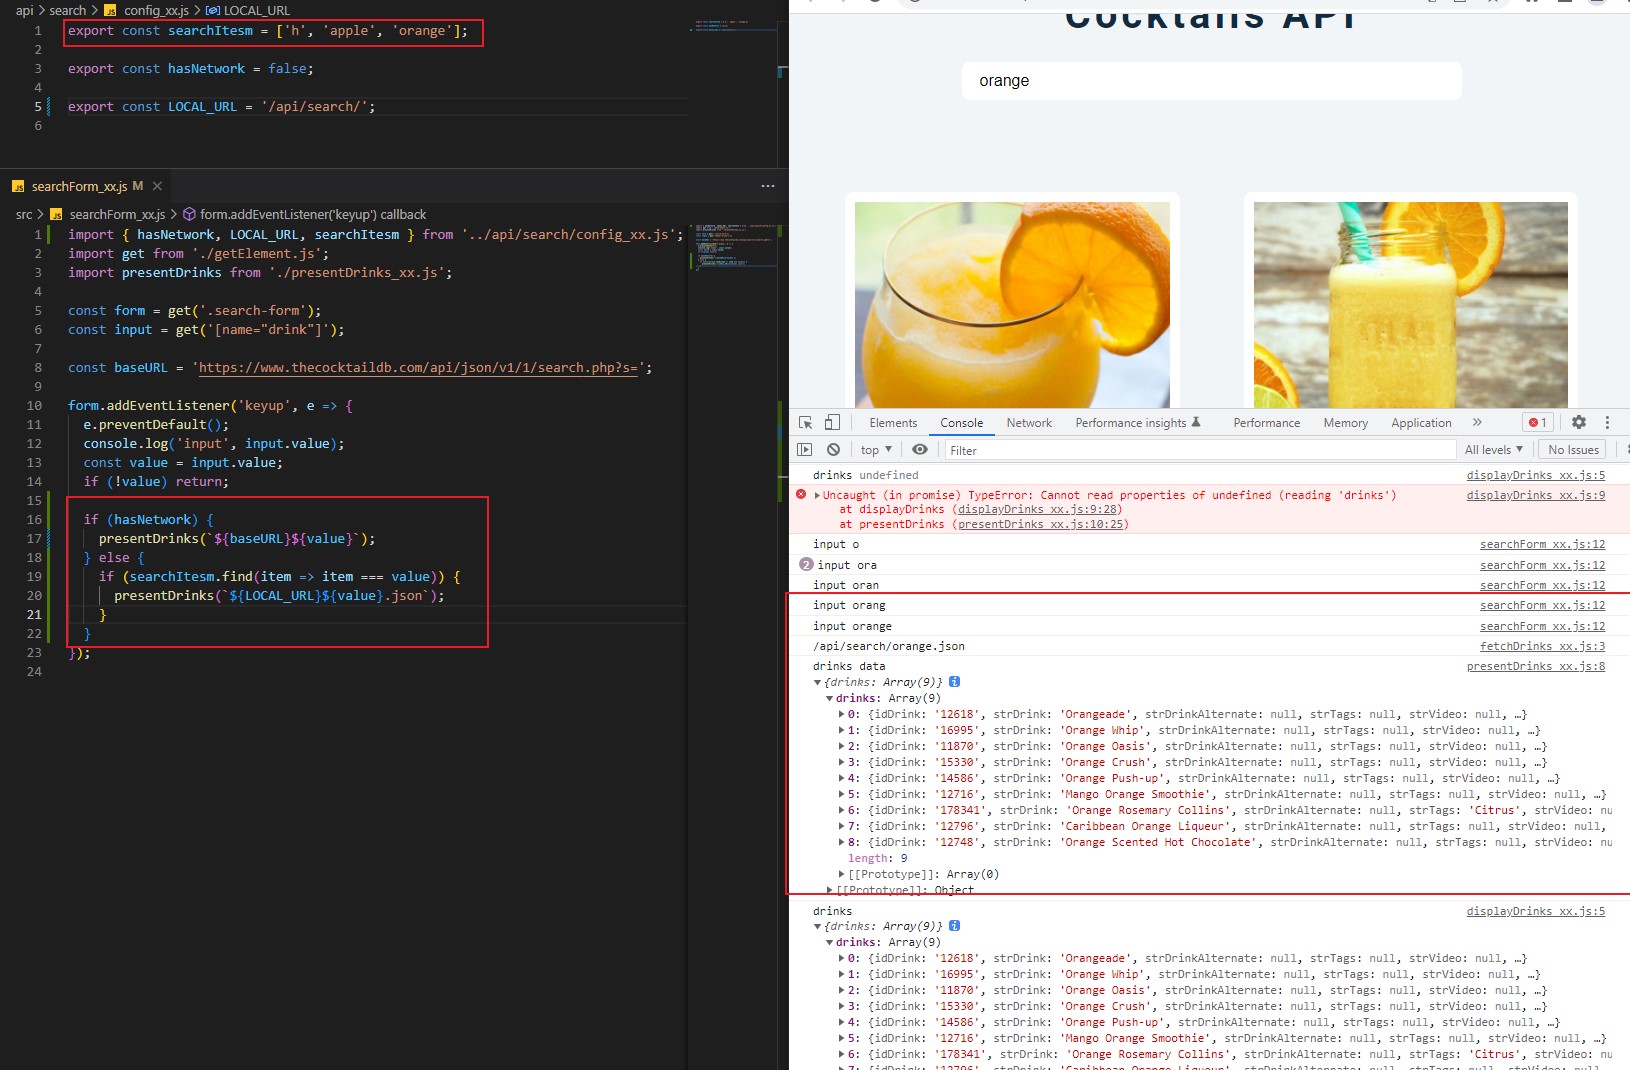 api > search > JS config_xx.js > LOCAL_URL
1 export const searchItesm = ['h', 'apple', 'orange'];
2
3 export const hasNetwork = false;
4
5 export const LOCAL_URL = '/api/search/';
6
JS searchForm_xx.js M
src > JS searchForm_xx.js > form.addEventListener('keyup') callback
1 import { hasNetwork, LOCAL_URL, searchItesm } from '../api/search/config_xx.js';
2 import get from './getElement.js';
3 import presentDrinks from './presentDrinks_xx.js';
4
5 const form = get('.search-form');
6 const input = get('[name="drink"]');
7
8 const baseURL = 'https://www.thecocktaildb.com/api/json/v1/1/search.php?s=';
9
10 form.addEventListener('keyup', e => {
11 e.preventDefault();
12 console.log('input', input.value);
13 const value = input.value;
14 if (!value) return;
15
16 if (hasNetwork) {
17 presentDrinks(`${baseURL}${value}`);
18 } else {
19 if (searchItesm.find(item => item === value)) {
20 presentDrinks(`${LOCAL_URL}${value}.json`);
21 }
22 }
23 });
24
Cocktails API
orange
Elements Console Network Performance insights Performance Memory Application » 1
top Filter All levels No Issues
drinks undefined displayDrinks_xx.js:5
Uncaught (in promise) TypeError: Cannot read properties of undefined (reading 'drinks') displayDrinks_xx.js:9
at displayDrinks (displayDrinks_xx.js:9:28)
at presentDrinks (presentDrinks_xx.js:10:25)
input o searchForm_xx.js:12
2 input ora searchForm_xx.js:12
input oran searchForm_xx.js:12
input orang searchForm_xx.js:12
input orange searchForm_xx.js:12
/api/search/orange.json fetchDrinks_xx.js:3
drinks data presentDrinks_xx.js:8
{drinks: Array(9)}
drinks: Array(9)
0: {idDrink: '12618', strDrink: 'Orangeade', strDrinkAlternate: null, strTags: null, strVideo: null, …}
1: {idDrink: '16995', strDrink: 'Orange Whip', strDrinkAlternate: null, strTags: null, strVideo: null, …}
2: {idDrink: '11870', strDrink: 'Orange Oasis', strDrinkAlternate: null, strTags: null, strVideo: null, …}
3: {idDrink: '15330', strDrink: 'Orange Crush', strDrinkAlternate: null, strTags: null, strVideo: null, …}
4: {idDrink: '14586', strDrink: 'Orange Push-up', strDrinkAlternate: null, strTags: null, strVideo: null, …}
5: {idDrink: '12716', strDrink: 'Mango Orange Smoothie', strDrinkAlternate: null, strTags: null, strVideo: null, …}
6: {idDrink: '178341', strDrink: 'Orange Rosemary Collins', strDrinkAlternate: null, strTags: 'Citrus', strVideo: nu
7: {idDrink: '12796', strDrink: 'Caribbean Orange Liqueur', strDrinkAlternate: null, strTags: null, strVideo: null,
8: {idDrink: '12748', strDrink: 'Orange Scented Hot Chocolate', strDrinkAlternate: null, strTags: null, strVideo: nu
length: 9
[[Prototype]]: Array(0)
[[Prototype]]: Object
drinks displayDrinks_xx.js:5
{drinks: Array(9)}
drinks: Array(9)
0: {idDrink: '12618', strDrink: 'Orangeade', strDrinkAlternate: null, strTags: null, strVideo: null, …}
1: {idDrink: '16995', strDrink: 'Orange Whip', strDrinkAlternate: null, strTags: null, strVideo: null, …}
2: {idDrink: '11870', strDrink: 'Orange Oasis', strDrinkAlternate: null, strTags: null, strVideo: null, …}
3: {idDrink: '15330', strDrink: 'Orange Crush', strDrinkAlternate: null, strTags: null, strVideo: null, …}
4: {idDrink: '14586', strDrink: 'Orange Push-up', strDrinkAlternate: null, strTags: null, strVideo: null, …}
5: {idDrink: '12716', strDrink: 'Mango Orange Smoothie', strDrinkAlternate: null, strTags: null, strVideo: null, …}
6: {idDrink: '178341', strDrink: 'Orange Rosemary Collins', strDrinkAlternate: null, strTags: 'Citrus', strVideo: nu
7: {idDrink: '12796', strDrink: 'Caribbean Orange Liqueur', strDrinkAlternate: null, strTags: null, strVideo: null,